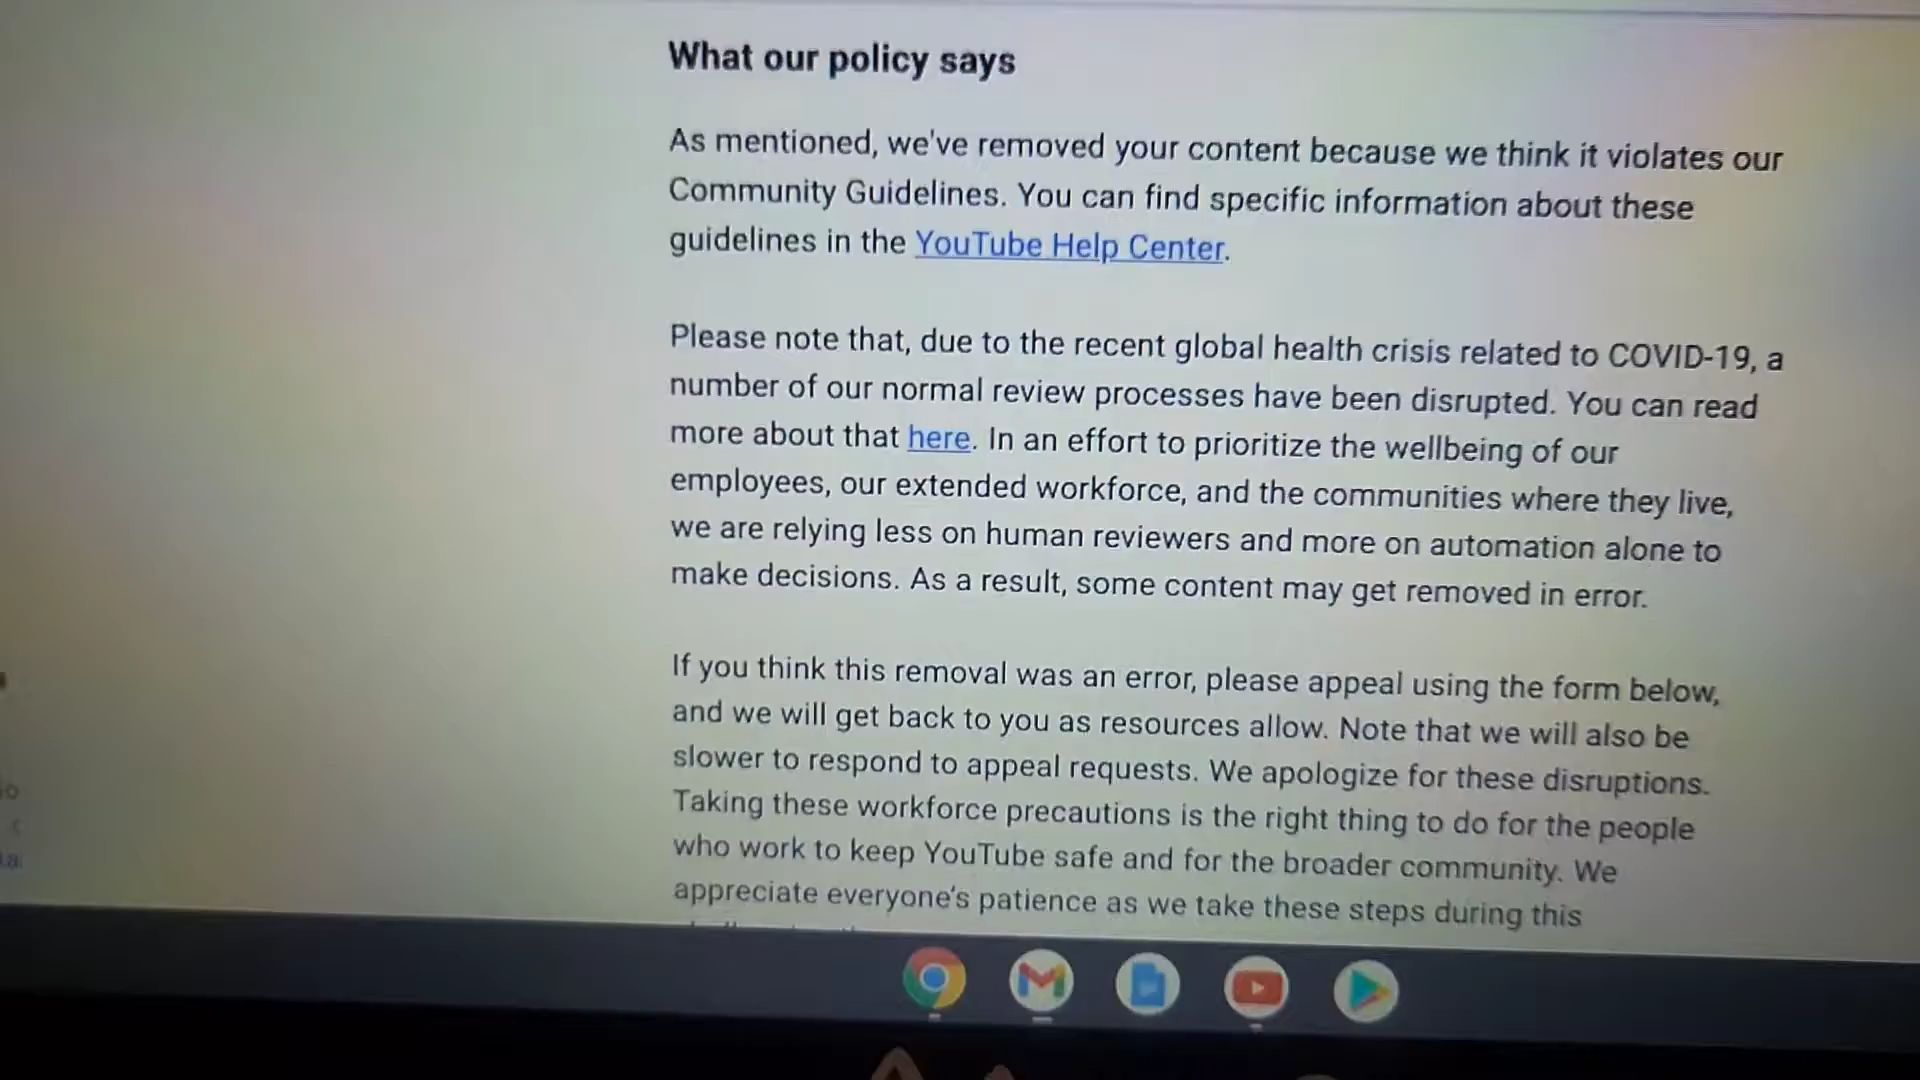 What our policy says
As mentioned, we've removed your content because we think it violates our
Community Guidelines. You can find specific information about these
guidelines in the YouTube Help Center.
Please note that, due to the recent global health crisis related to COVID-19, a
number of our normal review processes have been disrupted. You can read
more about that here. In an effort to prioritize the wellbeing of our
employees, our extended workforce, and the communities where they live,
we are relying less on human reviewers and more on automation alone to
make decisions. As a result, some content may get removed in error.
If you think this removal was an error, please appeal using the form below,
and we will get back to you as resources allow. Note that we will also be
slower to respond to appeal requests. We apologize for these disruptions.
Taking these workforce precautions is the right thing to do for the people
who work to keep YouTube safe and for the broader community. We
appreciate everyone's patience as we take these steps during this